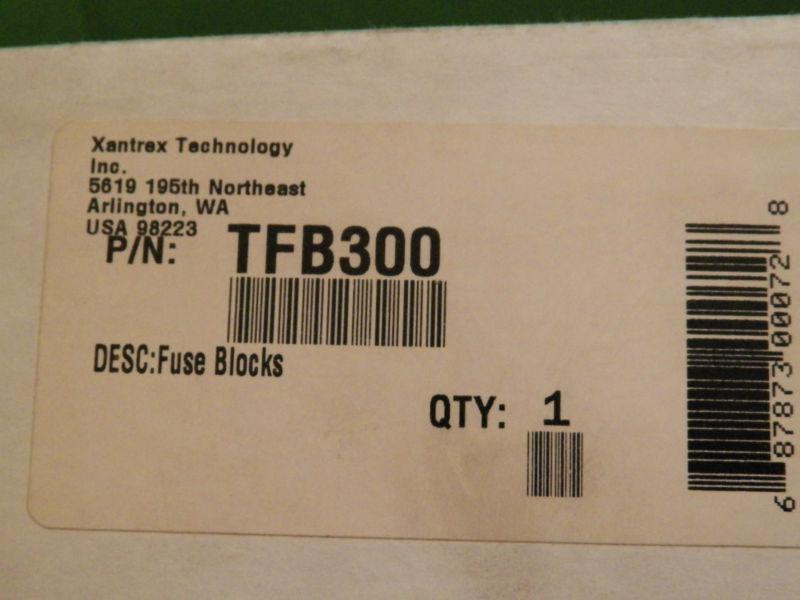 Xantrex Technology
Inc.
5619 195th Northeast
Arlington, WA
USA 98223
P/N: TFB300
DESC:Fuse Blocks
QTY: 1
6 87873 00072 8